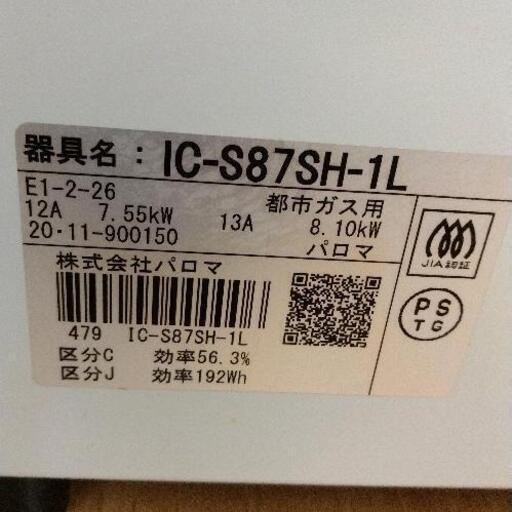 器具名：IC-S87SH-1L
E1-2-26 都市ガス用
12A 7.55kW 13A 8.10kW
20・11-900150 パロマ
株式会社パロマ
479 IC-S87SH-1L
区分C 効率56.3%
区分J 効率192Wh
JIA認証
PS
TG